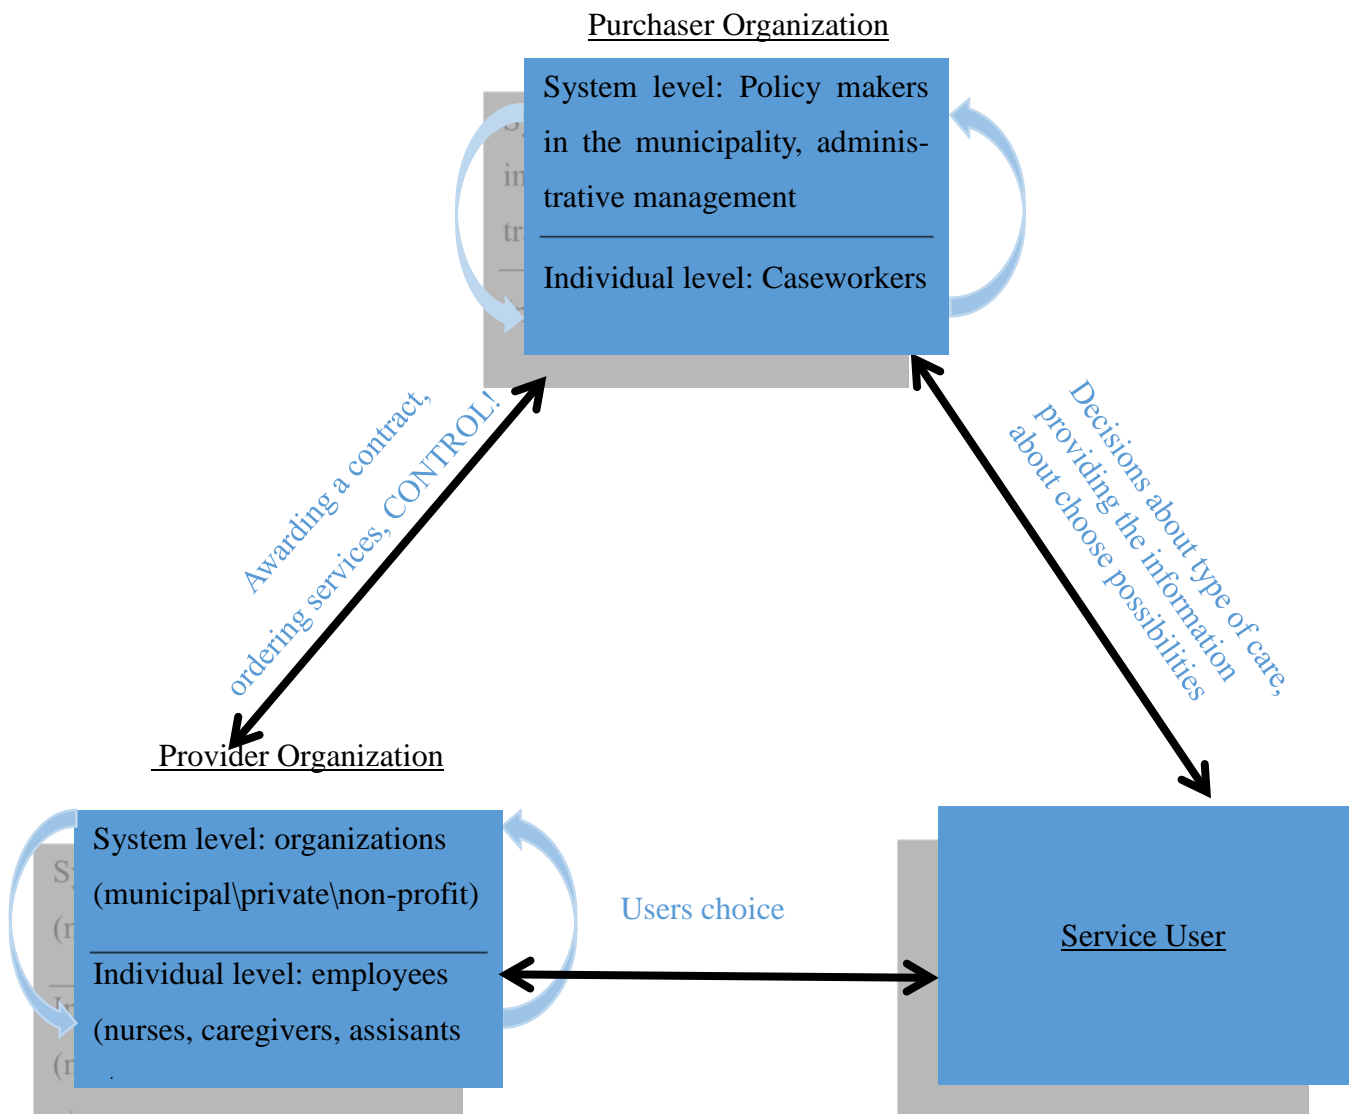 Purchaser Organization
System level: Policy makers
in the municipality, adminis-
trative management
Individual level: Caseworkers
Awarding a contract,
ordering services, CONTROL!
Decisions about type of care,
providing the information
about choose possibilities
Provider Organization
System level: organizations
(municipal\private\non-profit)
Individual level: employees
(nurses, caregivers, assisants
Users choice
Service User